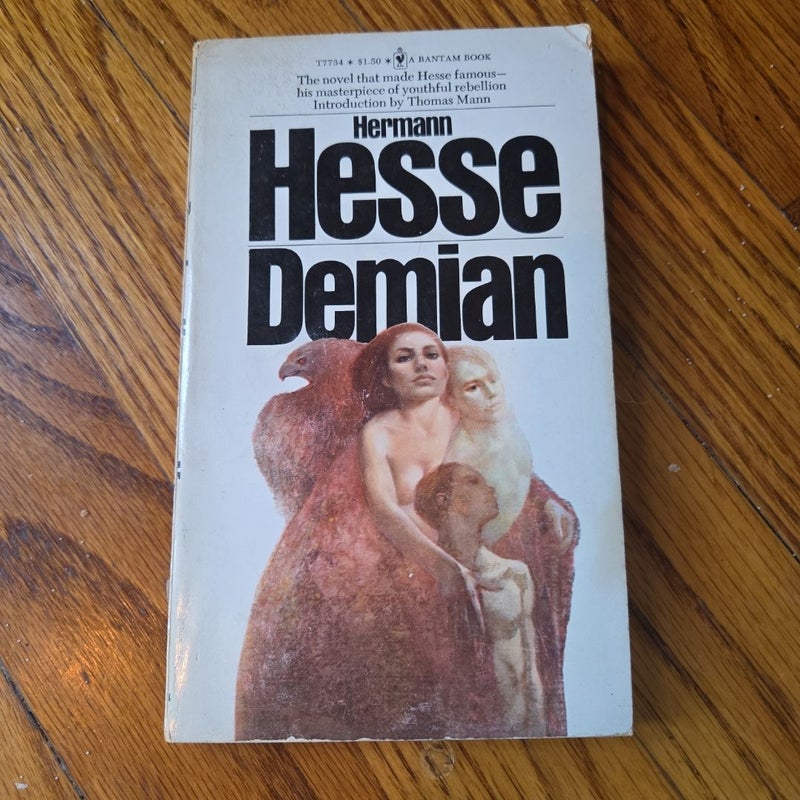 T7734 * $1.50 * A BANTAM BOOK
The novel that made Hesse famous—
his masterpiece of youthful rebellion
Introduction by Thomas Mann
Hermann
Hesse
Demian